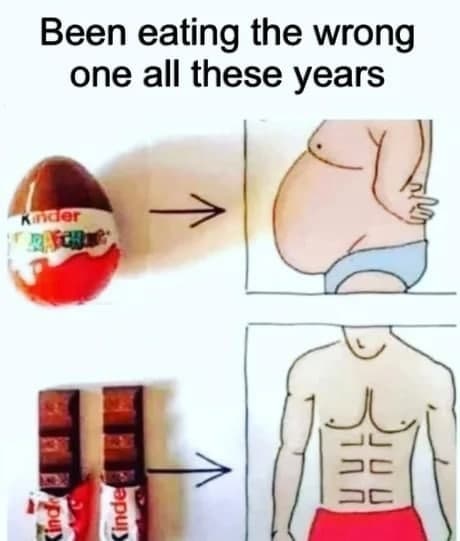 Been eating the wrong
one all these years
Kinder
Kind
Kinde